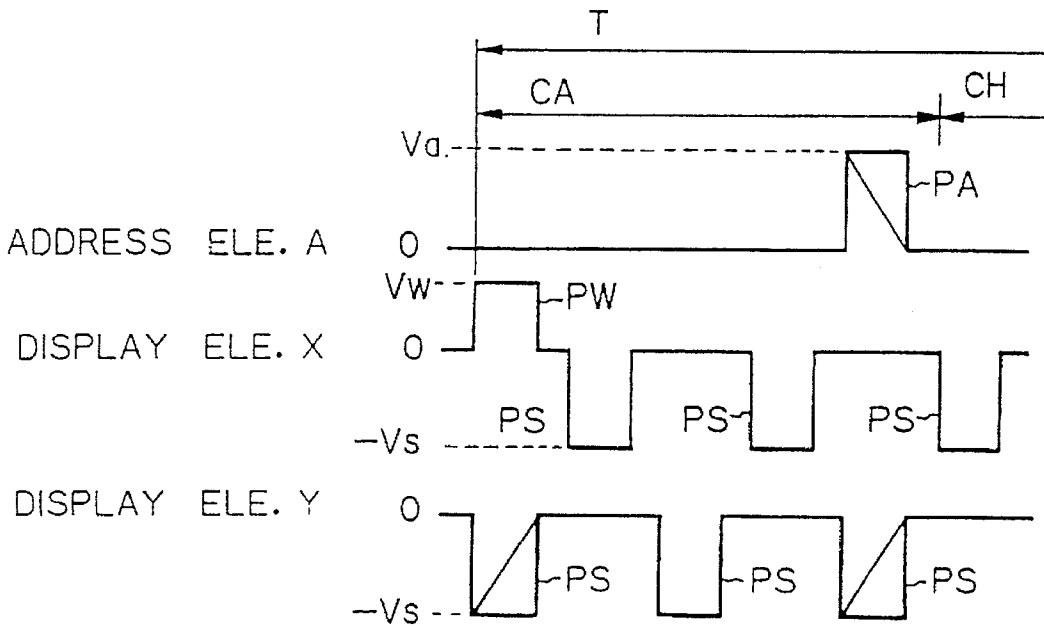 T
CA CH
Va.
PA
ADDRESS ELE. A 0
Vw PW
DISPLAY ELE. X 0
PS PS PS
-Vs
DISPLAY ELE. Y 0
PS PS PS
-Vs